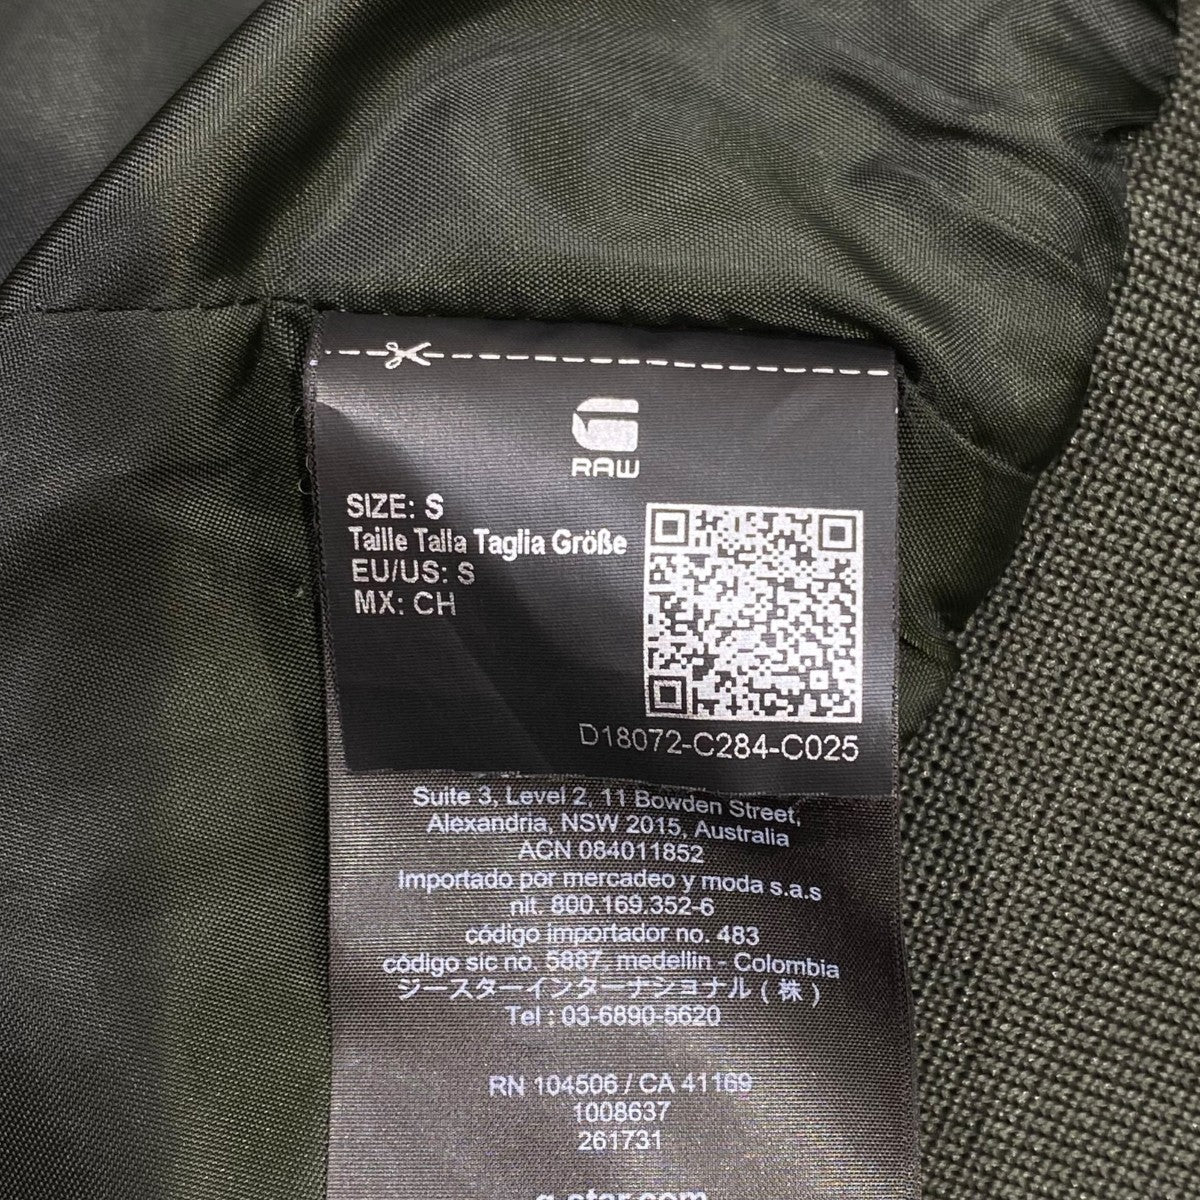 RAW
SIZE: S
Taille Talla Taglia Größe
EU/US: S
MX: CH
D18072-C284-C025
Suite 3, Level 2, 11 Bowden Street,
Alexandria, NSW 2015, Australia
ACN 084011852
Importado por mercadeo y moda s.a.s
nit. 800.169.352-6
código importador no. 483
código sic no. 5887, medellin - Colombia
ジースターインターナショナル ( 株 )
Tel : 03-6890-5620
RN 104506 / CA 41169
1008637
261731
g-star.com